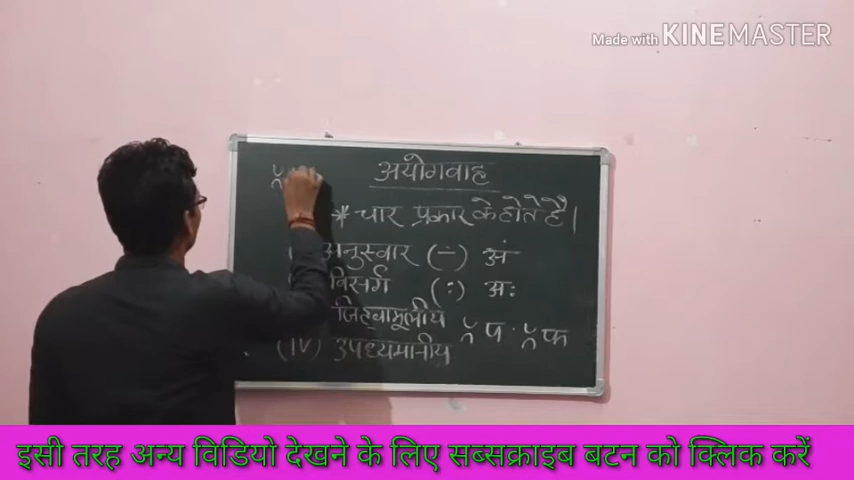 Made with KINEMASTER
अयोगवाह
* चार प्रकार के होते है।
अनुस्वार (∸) अं
विसर्ग (:) अः
जिह्वामूलीय
ᳵप · ᳵफ
(IV) उपध्यमानीय
इसी तरह अन्य विडियो देखने के लिए सब्सक्राइब बटन को क्लिक करें